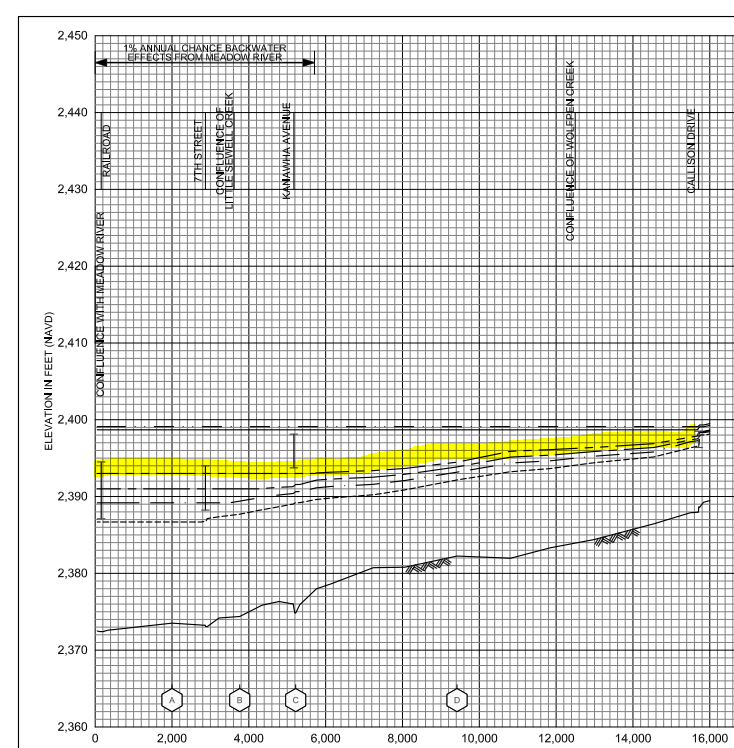 2,450
1% ANNUAL CHANCE BACKWATER
EFFECTS FROM MEADOW RIVER
2,440
RAILROAD
7TH STREET
CONFLUENCE OF
LITTLE SEWELL CREEK
KANAWHA AVENUE
CONFLUENCE OF WOLFPEN CREEK
CALLISON DRIVE
2,430
2,420
CONFLUENCE WITH MEADOW RIVER
2,410
ELEVATION IN FEET (NAVD)
2,400
2,390
2,380
2,370
A
B
C
D
2,360
0 2,000 4,000 6,000 8,000 10,000 12,000 14,000 16,000